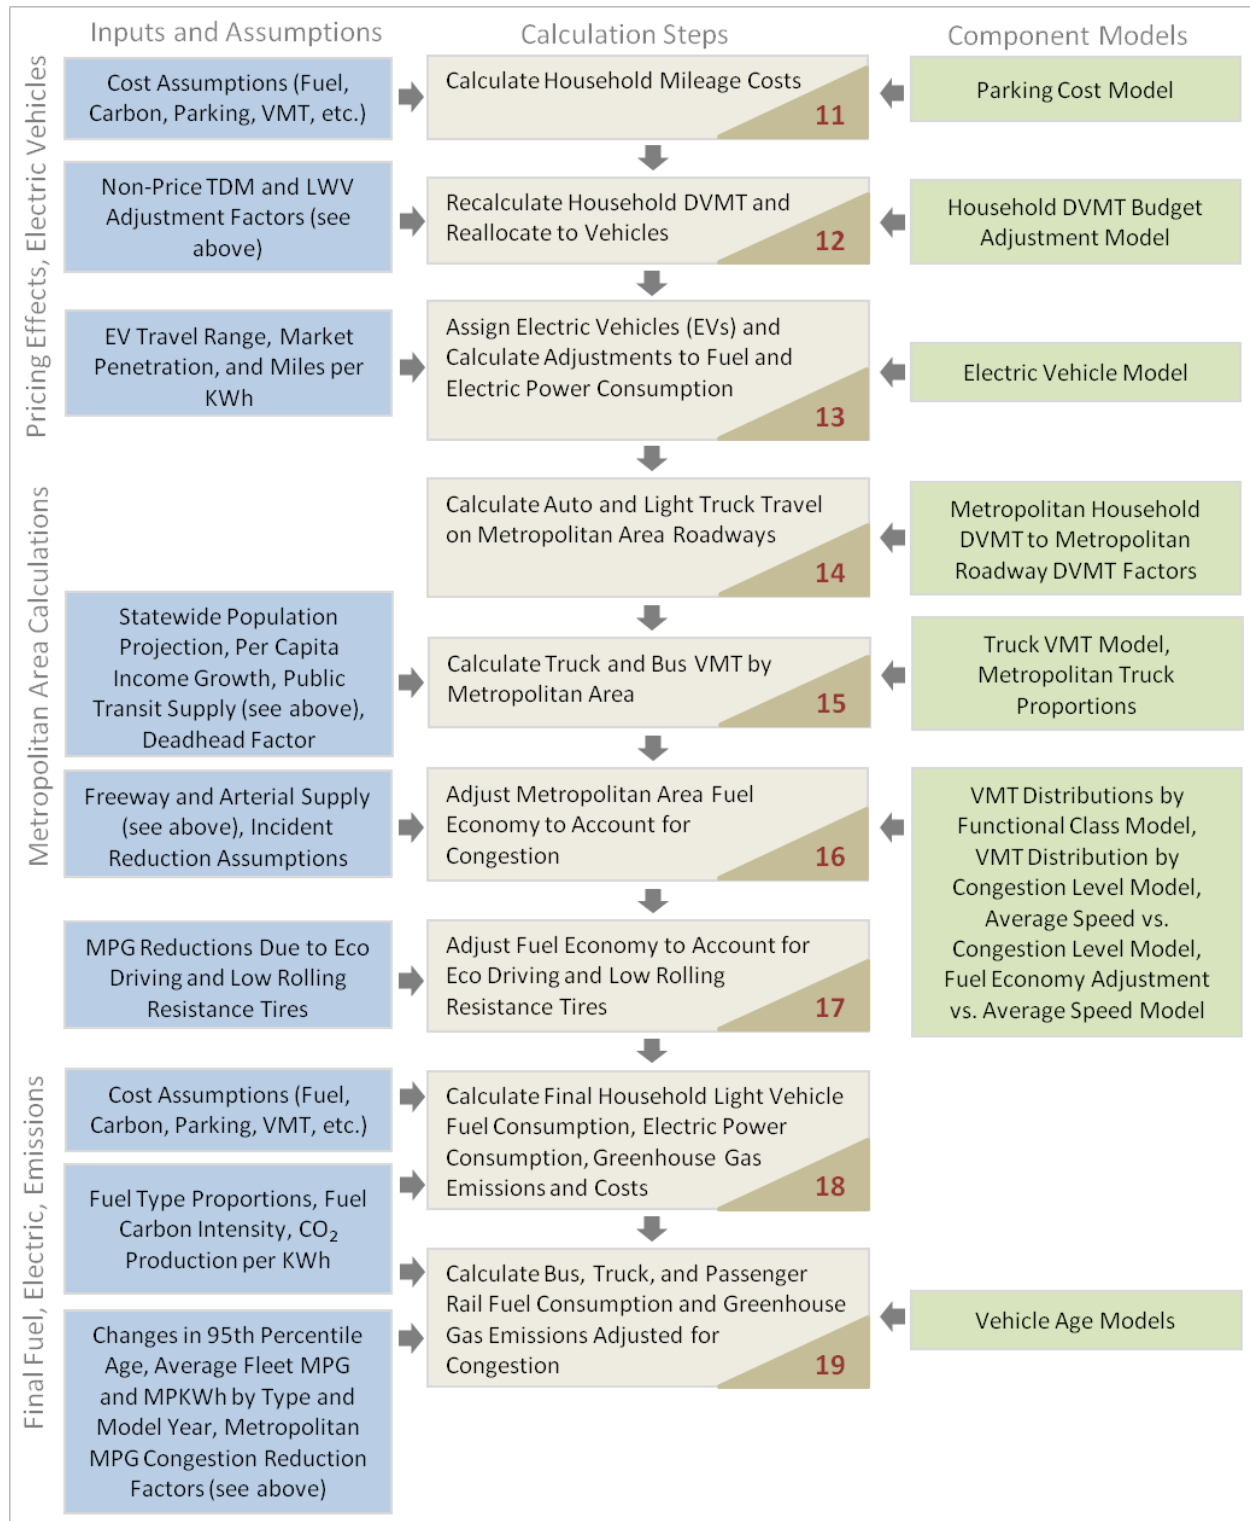 Inputs and Assumptions
Calculation Steps
Component Models
Pricing Effects, Electric Vehicles
Cost Assumptions (Fuel,
Carbon, Parking, VMT, etc.)
Calculate Household Mileage Costs
11
Parking Cost Model
Non-Price TDM and LWV
Adjustment Factors (see
above)
Recalculate Household DVMT and
Reallocate to Vehicles
12
Household DVMT Budget
Adjustment Model
EV Travel Range, Market
Penetration, and Miles per
KWh
Assign Electric Vehicles (EVs) and
Calculate Adjustments to Fuel and
Electric Power Consumption
13
Electric Vehicle Model
Metropolitan Area Calculations
Calculate Auto and Light Truck Travel
on Metropolitan Area Roadways
14
Metropolitan Household
DVMT to Metropolitan
Roadway DVMT Factors
Statewide Population
Projection, Per Capita
Income Growth, Public
Transit Supply (see above),
Deadhead Factor
Calculate Truck and Bus VMT by
Metropolitan Area
15
Truck VMT Model,
Metropolitan Truck
Proportions
Freeway and Arterial Supply
(see above), Incident
Reduction Assumptions
Adjust Metropolitan Area Fuel
Economy to Account for
Congestion
16
VMT Distributions by
Functional Class Model,
VMT Distribution by
Congestion Level Model,
Average Speed vs.
Congestion Level Model,
Fuel Economy Adjustment
vs. Average Speed Model
MPG Reductions Due to Eco
Driving and Low Rolling
Resistance Tires
Adjust Fuel Economy to Account for
Eco Driving and Low Rolling
Resistance Tires
17
Final Fuel, Electric, Emissions
Cost Assumptions (Fuel,
Carbon, Parking, VMT, etc.)
Calculate Final Household Light Vehicle
Fuel Consumption, Electric Power
Consumption, Greenhouse Gas
Emissions and Costs
18
Fuel Type Proportions, Fuel
Carbon Intensity, CO₂
Production per KWh
Calculate Bus, Truck, and Passenger
Rail Fuel Consumption and Greenhouse
Gas Emissions Adjusted for
Congestion
19
Vehicle Age Models
Changes in 95th Percentile
Age, Average Fleet MPG
and MPKWh by Type and
Model Year, Metropolitan
MPG Congestion Reduction
Factors (see above)